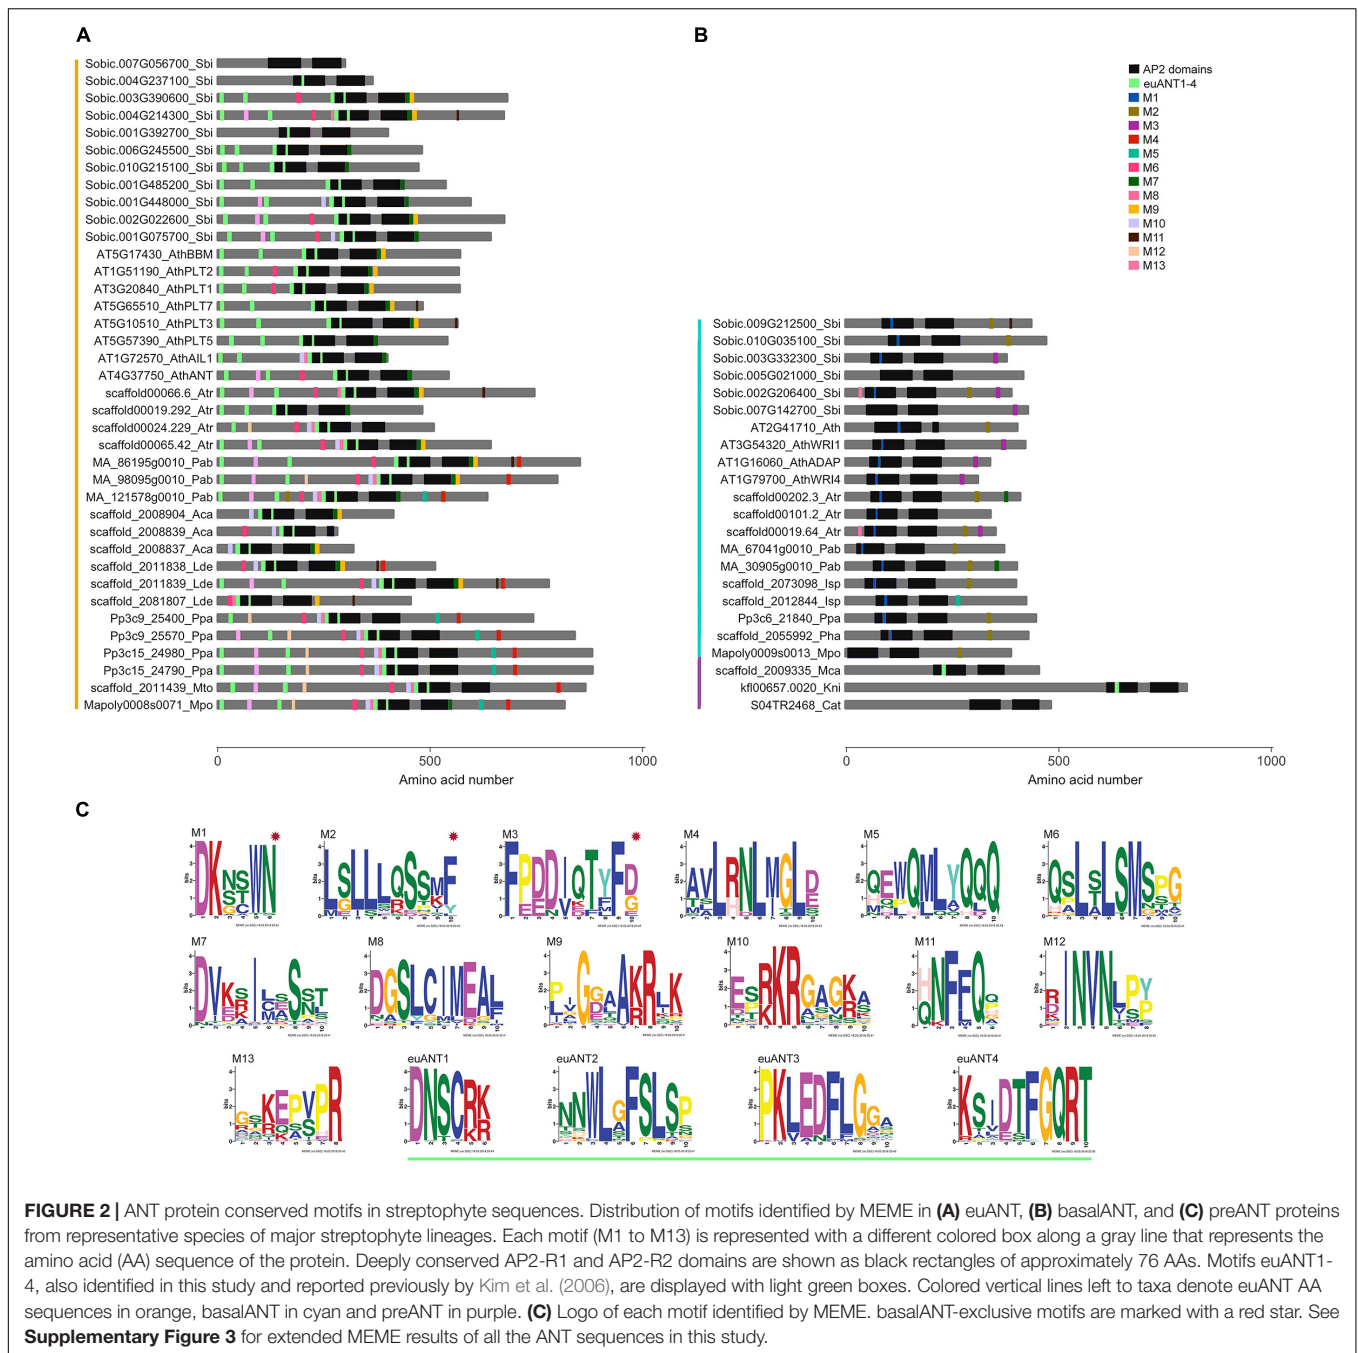 A
Sobic.007G056700_Sbi
Sobic.004G237100_Sbi
Sobic.003G390600_Sbi
Sobic.004G214300_Sbi
Sobic.001G392700_Sbi
Sobic.006G245500_Sbi
Sobic.010G215100_Sbi
Sobic.001G485200_Sbi
Sobic.001G448000_Sbi
Sobic.002G022600_Sbi
Sobic.001G075700_Sbi
AT5G17430_AthBBM
AT1G51190_AthPLT2
AT3G20840_AthPLT1
AT5G65510_AthPLT7
AT5G10510_AthPLT3
AT5G57390_AthPLT5
AT1G72570_AthAIL1
AT4G37750_AthANT
scaffold00066.6_Atr
scaffold00019.292_Atr
scaffold00024.229_Atr
scaffold00065.42_Atr
MA_86195g0010_Pab
MA_98095g0010_Pab
MA_121578g0010_Pab
scaffold_2008904_Aca
scaffold_2008839_Aca
scaffold_2008837_Aca
scaffold_2011838_Lde
scaffold_2011839_Lde
scaffold_2081807_Lde
Pp3c9_25400_Ppa
Pp3c9_25570_Ppa
Pp3c15_24980_Ppa
Pp3c15_24790_Ppa
scaffold_2011439_Mto
Mapoly0008s0071_Mpo
0 500 1000
Amino acid number
B
AP2 domains
euANT1-4
M1
M2
M3
M4
M5
M6
M7
M8
M9
M10
M11
M12
M13
Sobic.009G212500_Sbi
Sobic.010G035100_Sbi
Sobic.003G332300_Sbi
Sobic.005G021000_Sbi
Sobic.002G206400_Sbi
Sobic.007G142700_Sbi
AT2G41710_Ath
AT3G54320_AthWRI1
AT1G16060_AthADAP
AT1G79700_AthWRI4
scaffold00202.3_Atr
scaffold00101.2_Atr
scaffold00019.64_Atr
MA_67041g0010_Pab
MA_30905g0010_Pab
scaffold_2073098_Isp
scaffold_2012844_Isp
Pp3c6_21840_Ppa
scaffold_2055992_Pha
Mapoly0009s0013_Mpo
scaffold_2009335_Mca
kfl00657.0020_Kni
S04TR2468_Cat
0 500 1000
Amino acid number
C
M1 M2 M3 M4 M5 M6
M7 M8 M9 M10 M11 M12
M13 euANT1 euANT2 euANT3 euANT4
FIGURE 2 | ANT protein conserved motifs in streptophyte sequences. Distribution of motifs identified by MEME in (A) euANT, (B) basalANT, and (C) preANT proteins
from representative species of major streptophyte lineages. Each motif (M1 to M13) is represented with a different colored box along a gray line that represents the
amino acid (AA) sequence of the protein. Deeply conserved AP2-R1 and AP2-R2 domains are shown as black rectangles of approximately 76 AAs. Motifs euANT1-
4, also identified in this study and reported previously by Kim et al. (2006), are displayed with light green boxes. Colored vertical lines left to taxa denote euANT AA
sequences in orange, basalANT in cyan and preANT in purple. (C) Logo of each motif identified by MEME. basalANT-exclusive motifs are marked with a red star. See
Supplementary Figure 3 for extended MEME results of all the ANT sequences in this study.